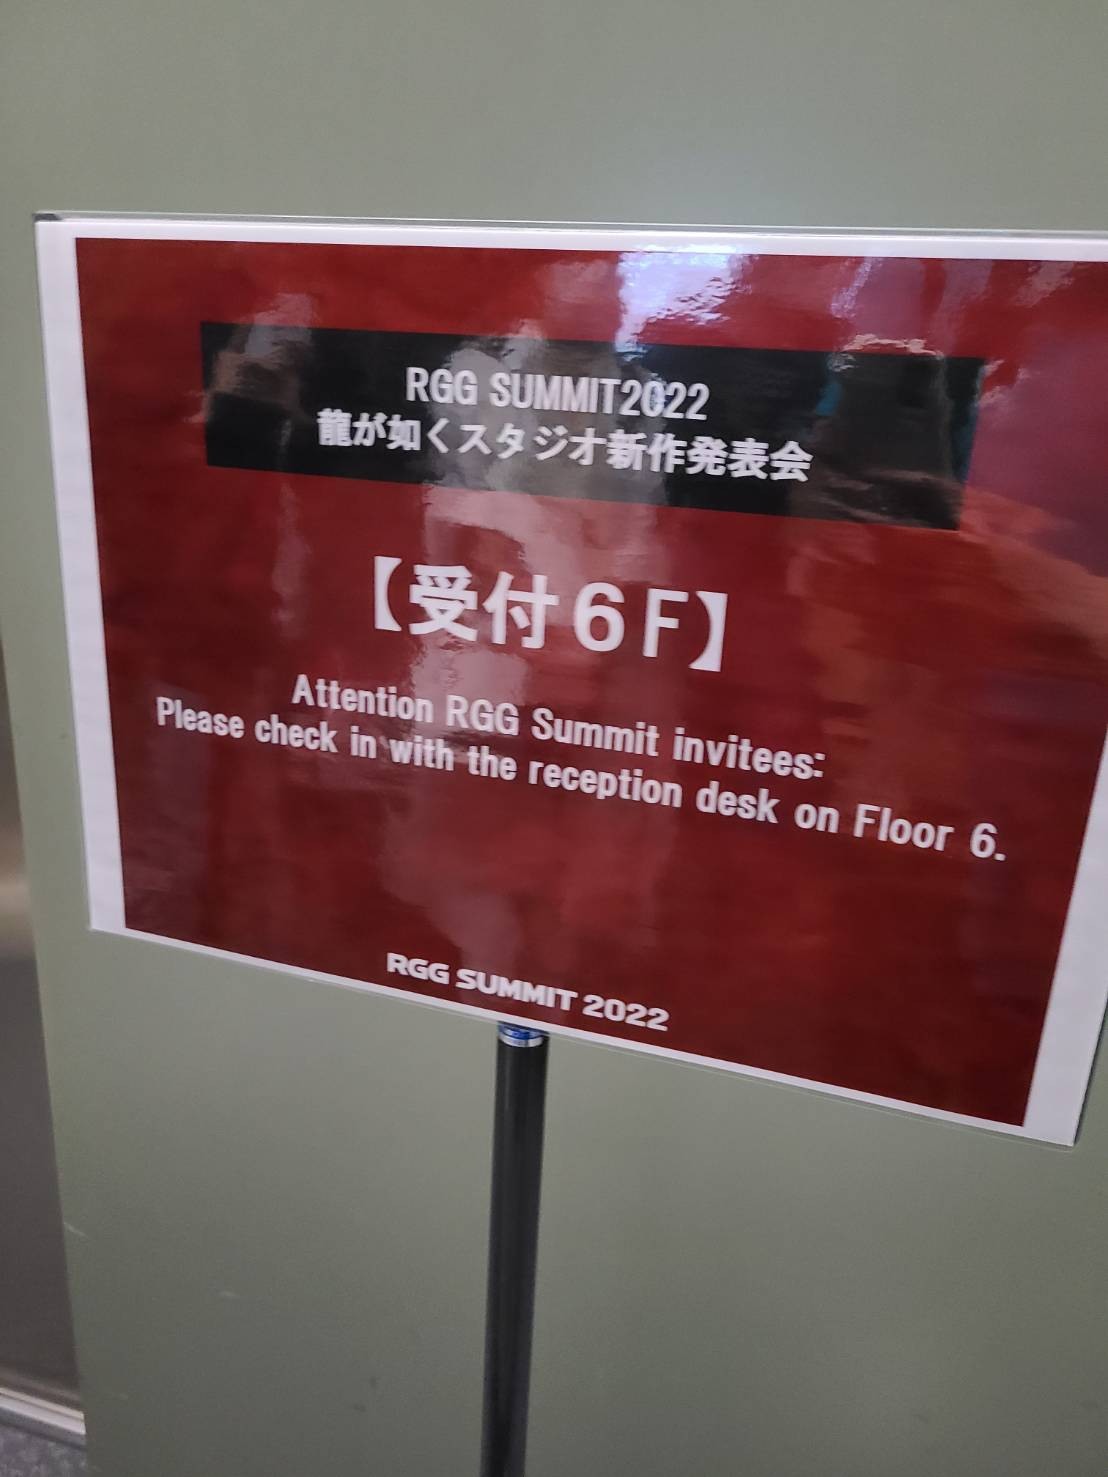 RGG SUMMIT2022
龍が如くスタジオ新作発表会
【受付６F】
Attention RGG Summit invitees:
Please check in with the reception desk on Floor 6.
RGG SUMMIT 2022